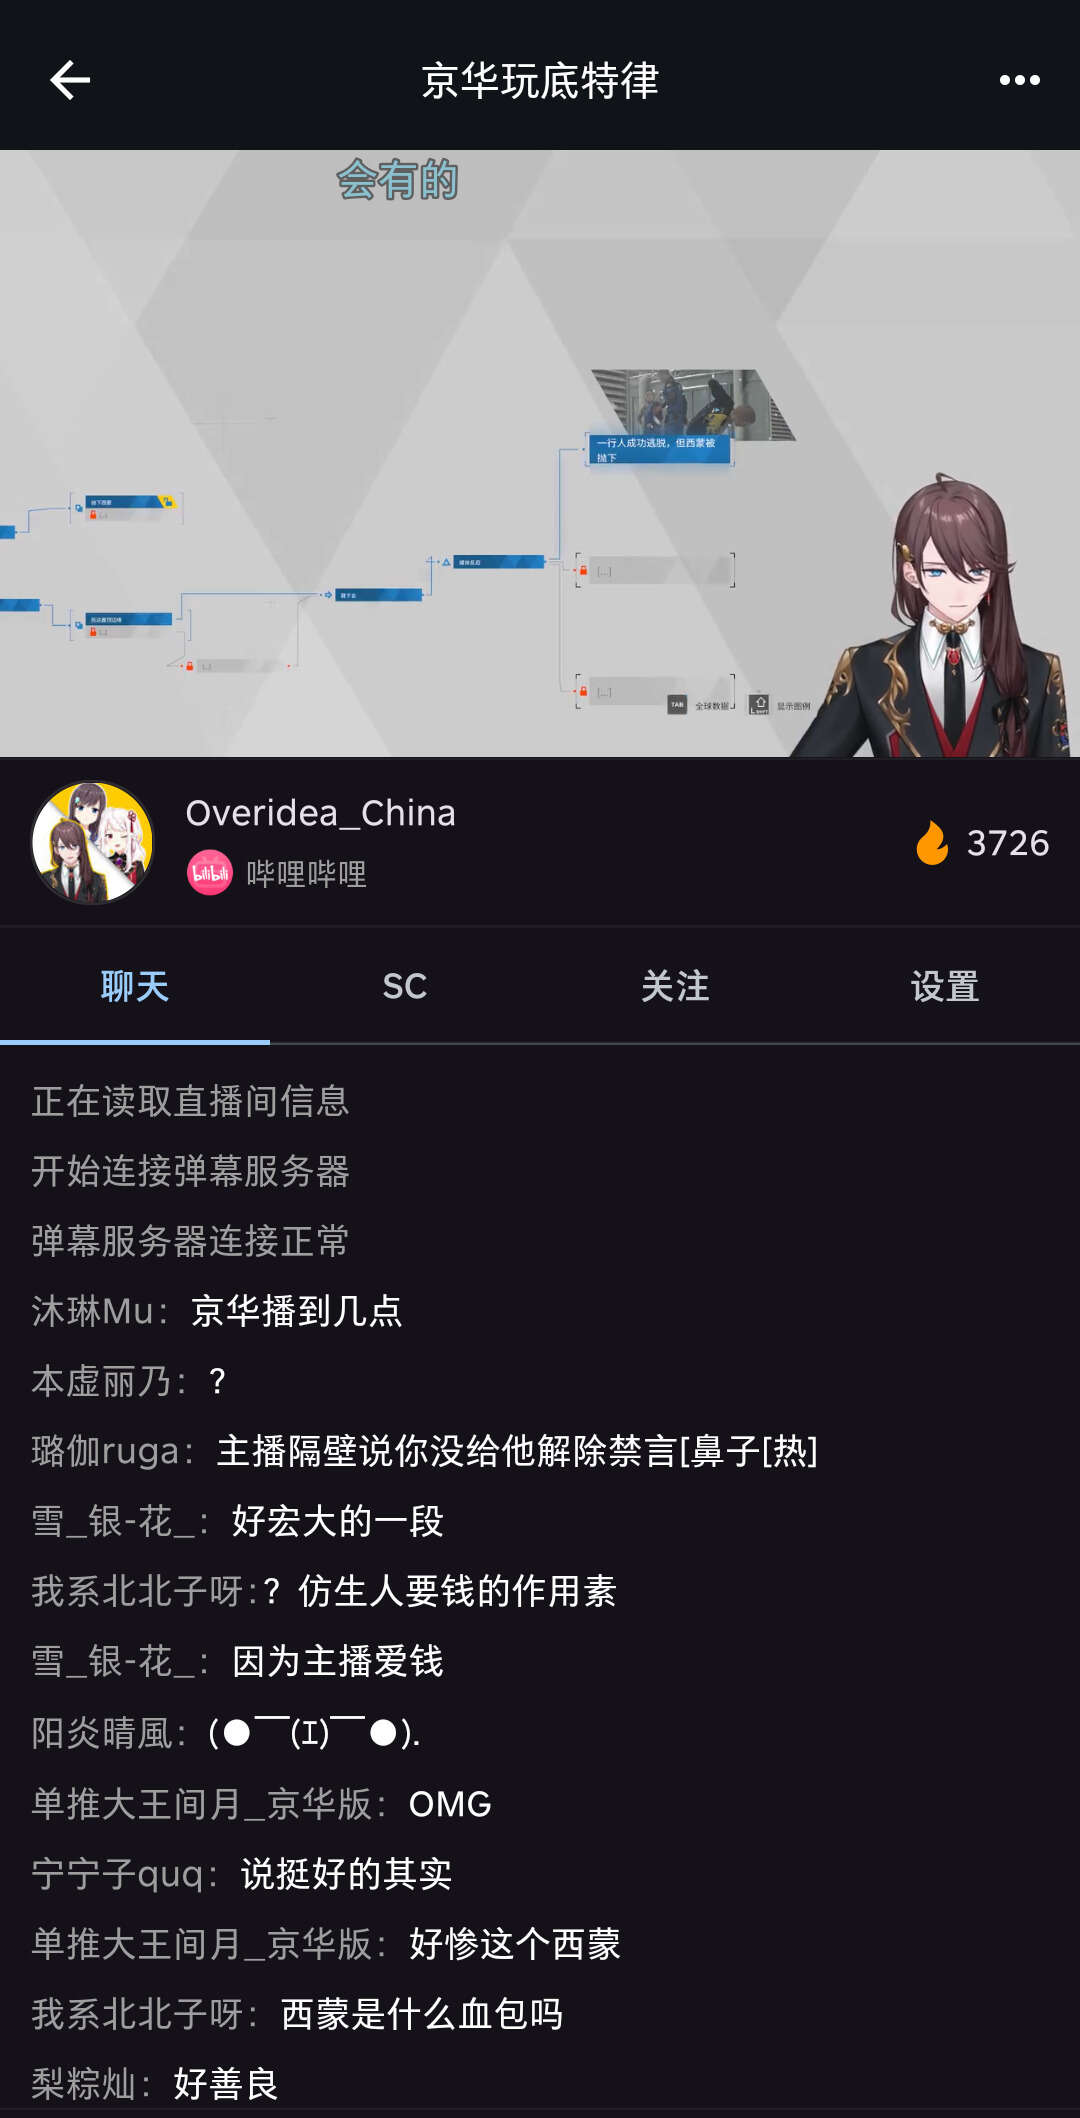 京华玩底特律
会有的
一行人成功逃脱，但西蒙被
抛下
[...]
[...]
TAB 全球数据
显示图例
Overidea_China
bilibili 哔哩哔哩
3726
聊天 SC 关注 设置
正在读取直播间信息
开始连接弹幕服务器
弹幕服务器连接正常
沐琳Mu：京华播到几点
本虚丽乃：?
璐伽ruga：主播隔壁说你没给他解除禁言[鼻子[热]
雪_银-花_：好宏大的一段
我系北北子呀：？仿生人要钱的作用素
雪_银-花_：因为主播爱钱
阳炎晴風：(●￣(ｴ)￣●).
单推大王间月_京华版：OMG
宁宁子quq：说挺好的其实
单推大王间月_京华版：好惨这个西蒙
我系北北子呀：西蒙是什么血包吗
梨粽灿：好善良